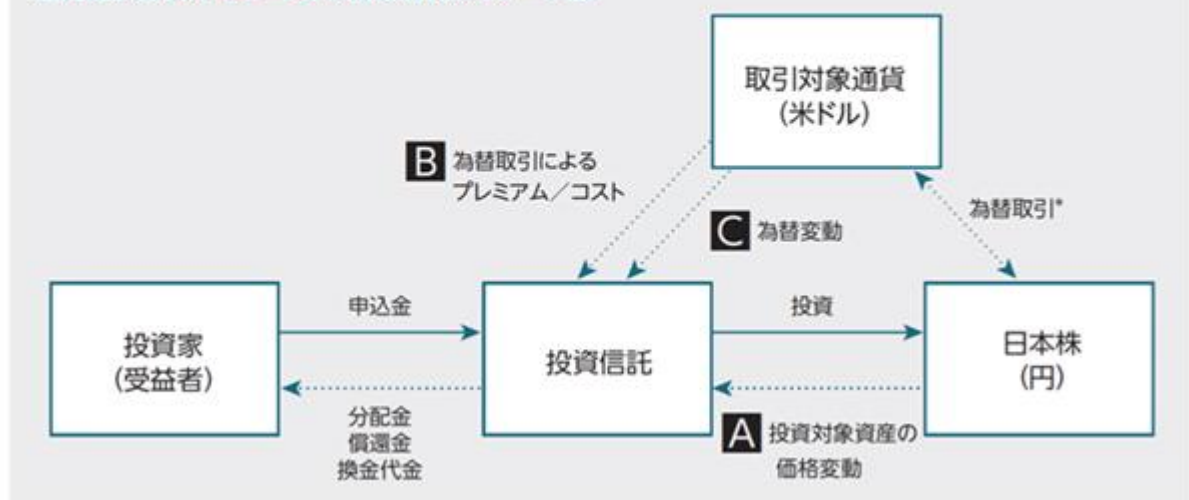 取引対象通貨
(米ドル)
B 為替取引による
プレミアム/コスト
C 為替変動
為替取引*
申込金
投資
投資家
(受益者)
投資信託
日本株
(円)
分配金
償還金
換金代金
A 投資対象資産の
価格変動